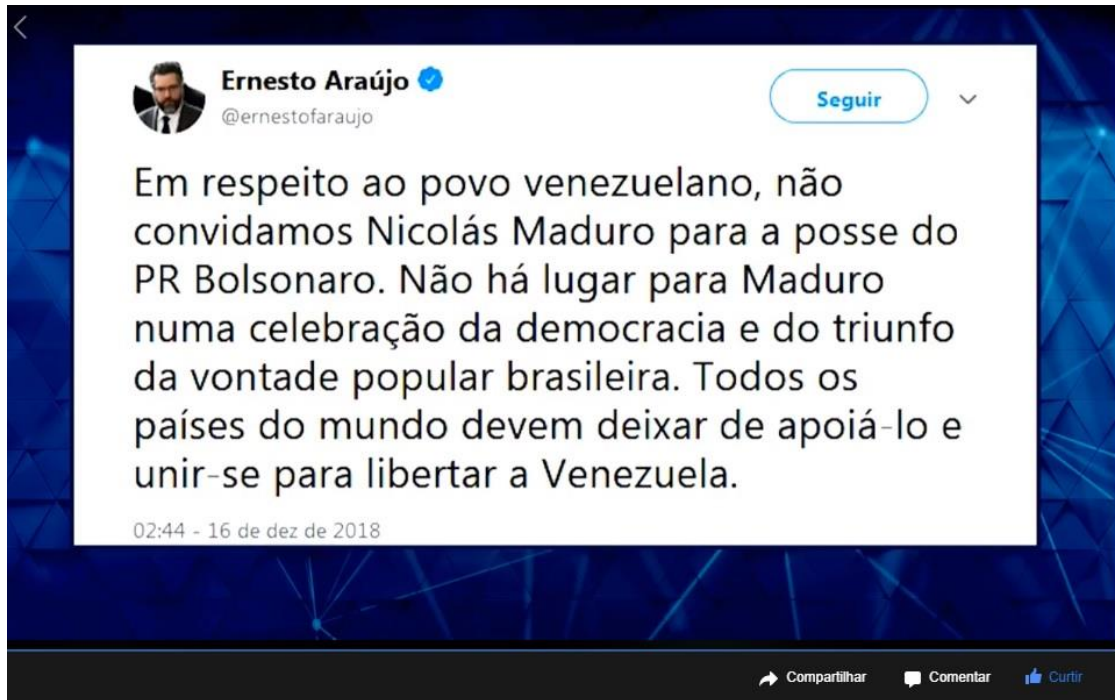 Ernesto Araújo
@ernestofaraujo
Seguir
Em respeito ao povo venezuelano, não
convidamos Nicolás Maduro para a posse do
PR Bolsonaro. Não há lugar para Maduro
numa celebração da democracia e do triunfo
da vontade popular brasileira. Todos os
países do mundo devem deixar de apoiá-lo e
unir-se para libertar a Venezuela.
02:44 - 16 de dez de 2018
Compartilhar Comentar Curtir